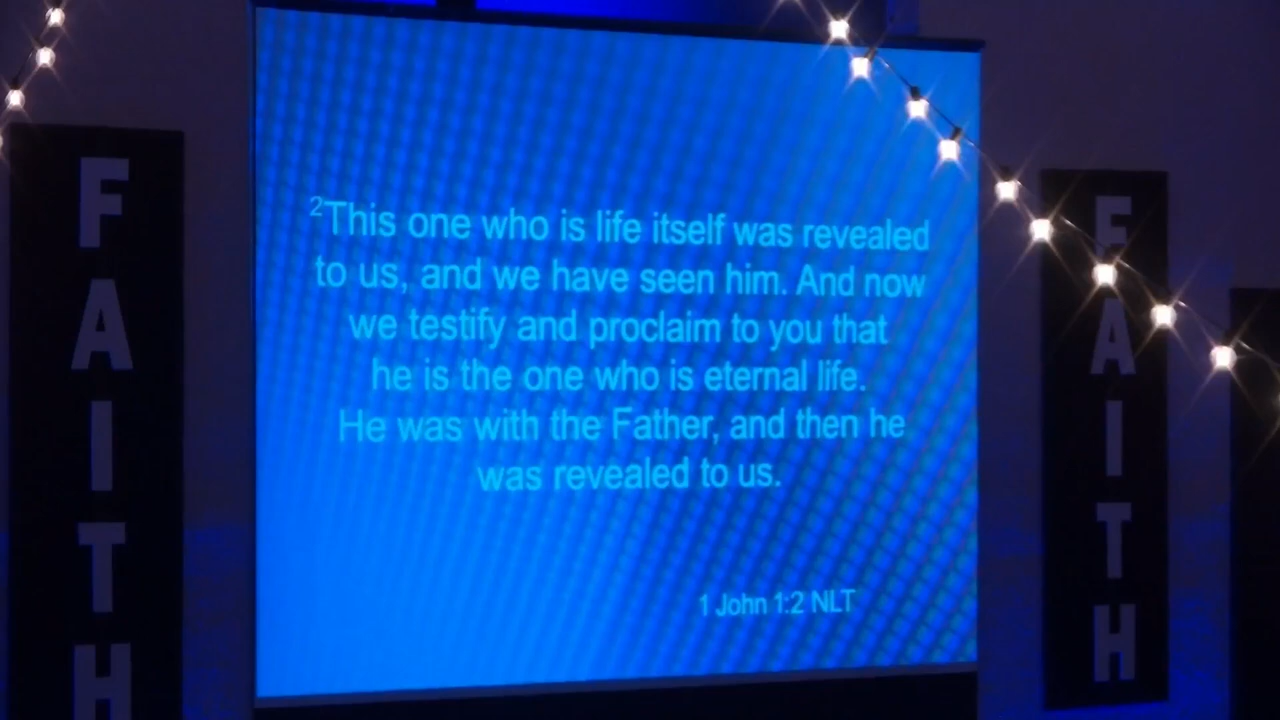 FAITH
²This one who is life itself was revealed
to us, and we have seen him. And now
we testify and proclaim to you that
he is the one who is eternal life.
He was with the Father, and then he
was revealed to us.
1 John 1:2 NLT
FAITH